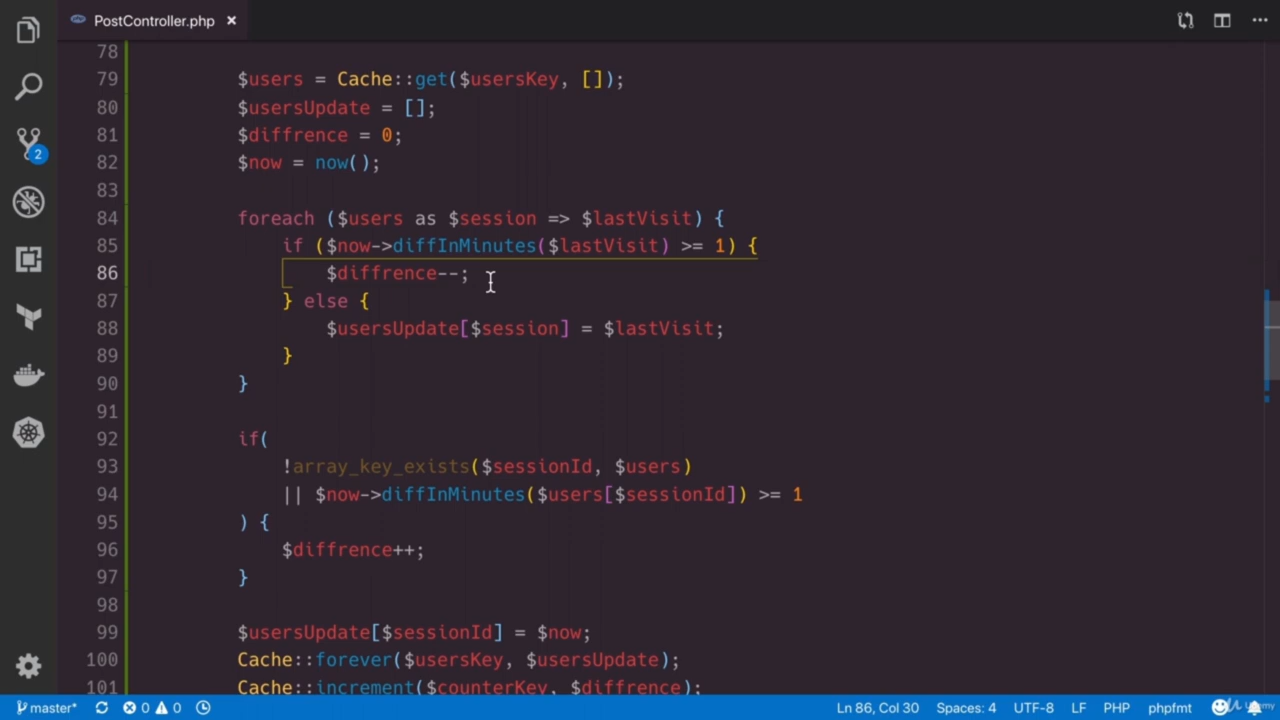 PostController.php ×
78
79 $users = Cache::get($usersKey, []);
80 $usersUpdate = [];
81 $diffrence = 0;
82 $now = now();
83
84 foreach ($users as $session => $lastVisit) {
85 if ($now->diffInMinutes($lastVisit) >= 1) {
86 $diffrence--;
87 } else {
88 $usersUpdate[$session] = $lastVisit;
89 }
90 }
91
92 if(
93 !array_key_exists($sessionId, $users)
94 || $now->diffInMinutes($users[$sessionId]) >= 1
95 ) {
96 $diffrence++;
97 }
98
99 $usersUpdate[$sessionId] = $now;
100 Cache::forever($usersKey, $usersUpdate);
101 Cache::increment($counterKey, $diffrence);
2
master* 0 0 Ln 86, Col 30 Spaces: 4 UTF-8 LF PHP phpfmt Udemy